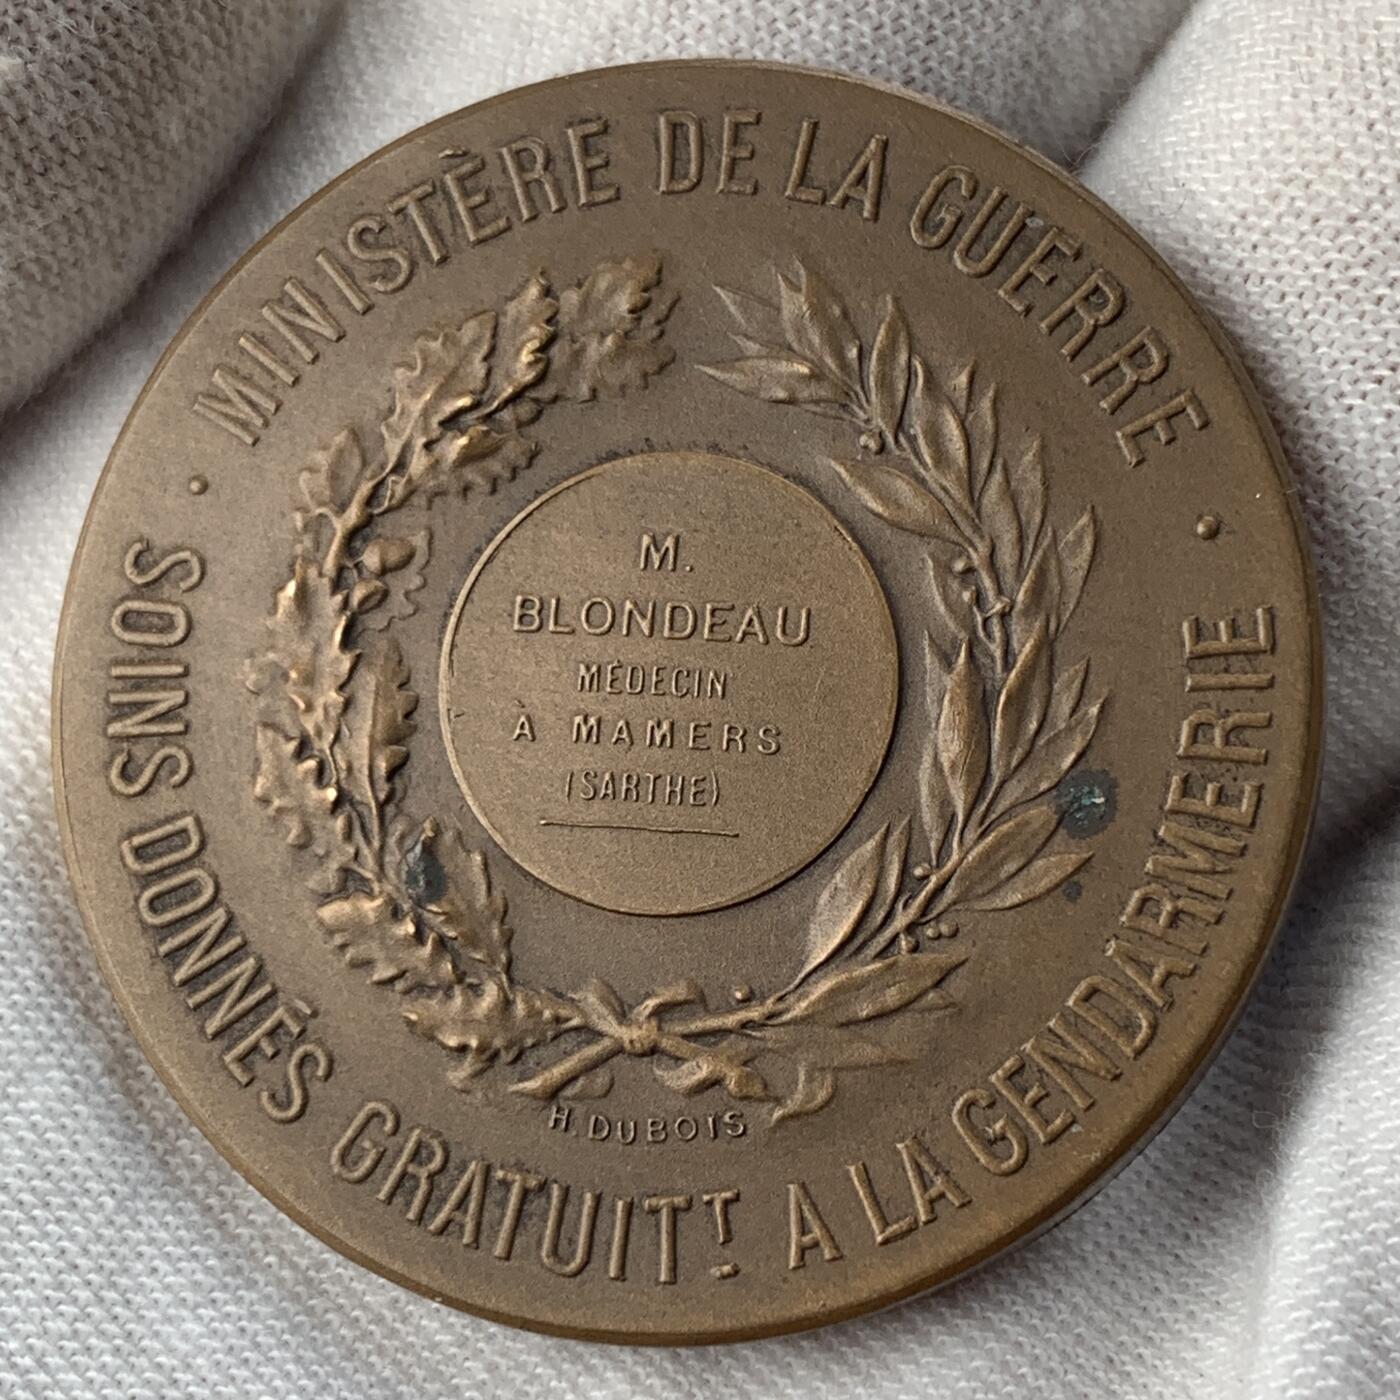 · MINISTÈRE DE LA GUERRE ·
SOINS DONNÉS GRATUITT. A LA GENDARMERIE
M.
BLONDEAU
MÉDECIN
À MAMERS
(SARTHE)
H. DUBOIS